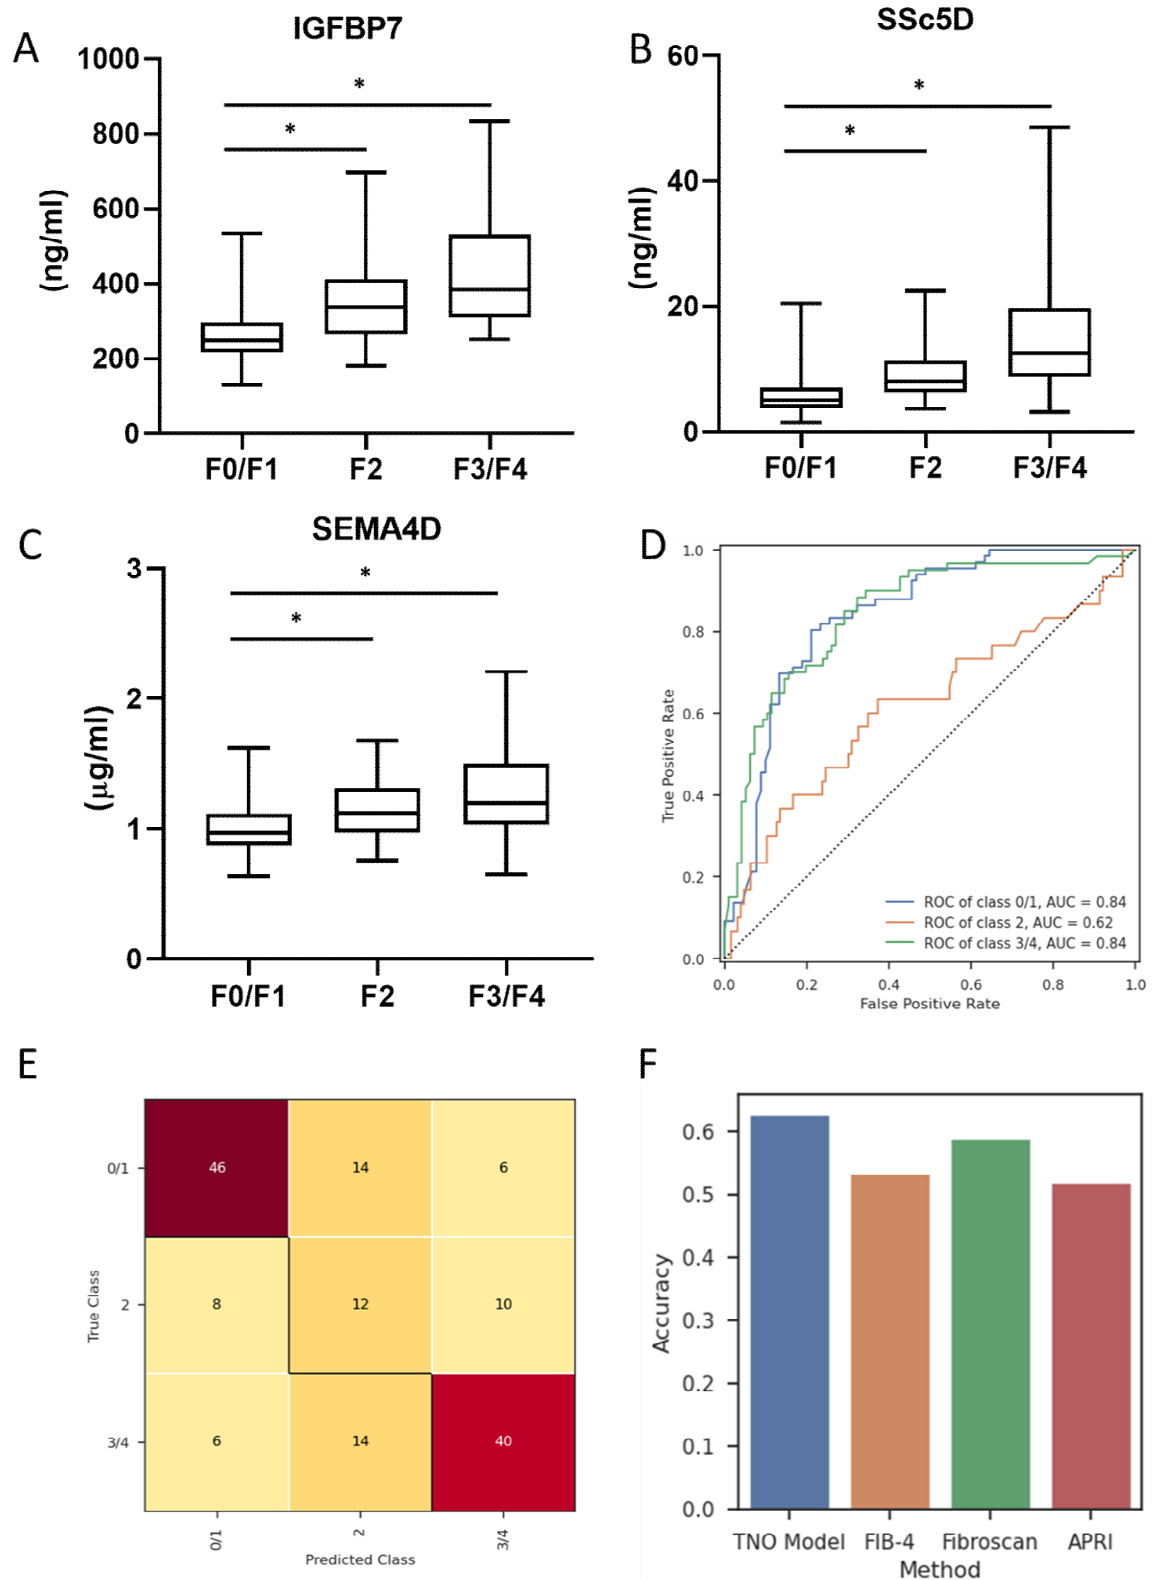 A
IGFBP7
1000
800
600
400
200
0
(ng/ml)
*
*
F0/F1 F2 F3/F4
B
SSc5D
60
40
20
0
(ng/ml)
*
*
F0/F1 F2 F3/F4
C
SEMA4D
3
2
1
0
(μg/ml)
*
*
F0/F1 F2 F3/F4
D
1.0
0.8
0.6
0.4
0.2
0.0
True Positive Rate
ROC of class 0/1, AUC = 0.84
ROC of class 2, AUC = 0.62
ROC of class 3/4, AUC = 0.84
0.0 0.2 0.4 0.6 0.8 1.0
False Positive Rate
E
True Class
0/1 46 14 6
2 8 12 10
3/4 6 14 40
0/1 2 3/4
Predicted Class
F
0.6
0.5
0.4
0.3
0.2
0.1
0.0
Accuracy
TNO Model FIB-4 Fibroscan APRI
Method